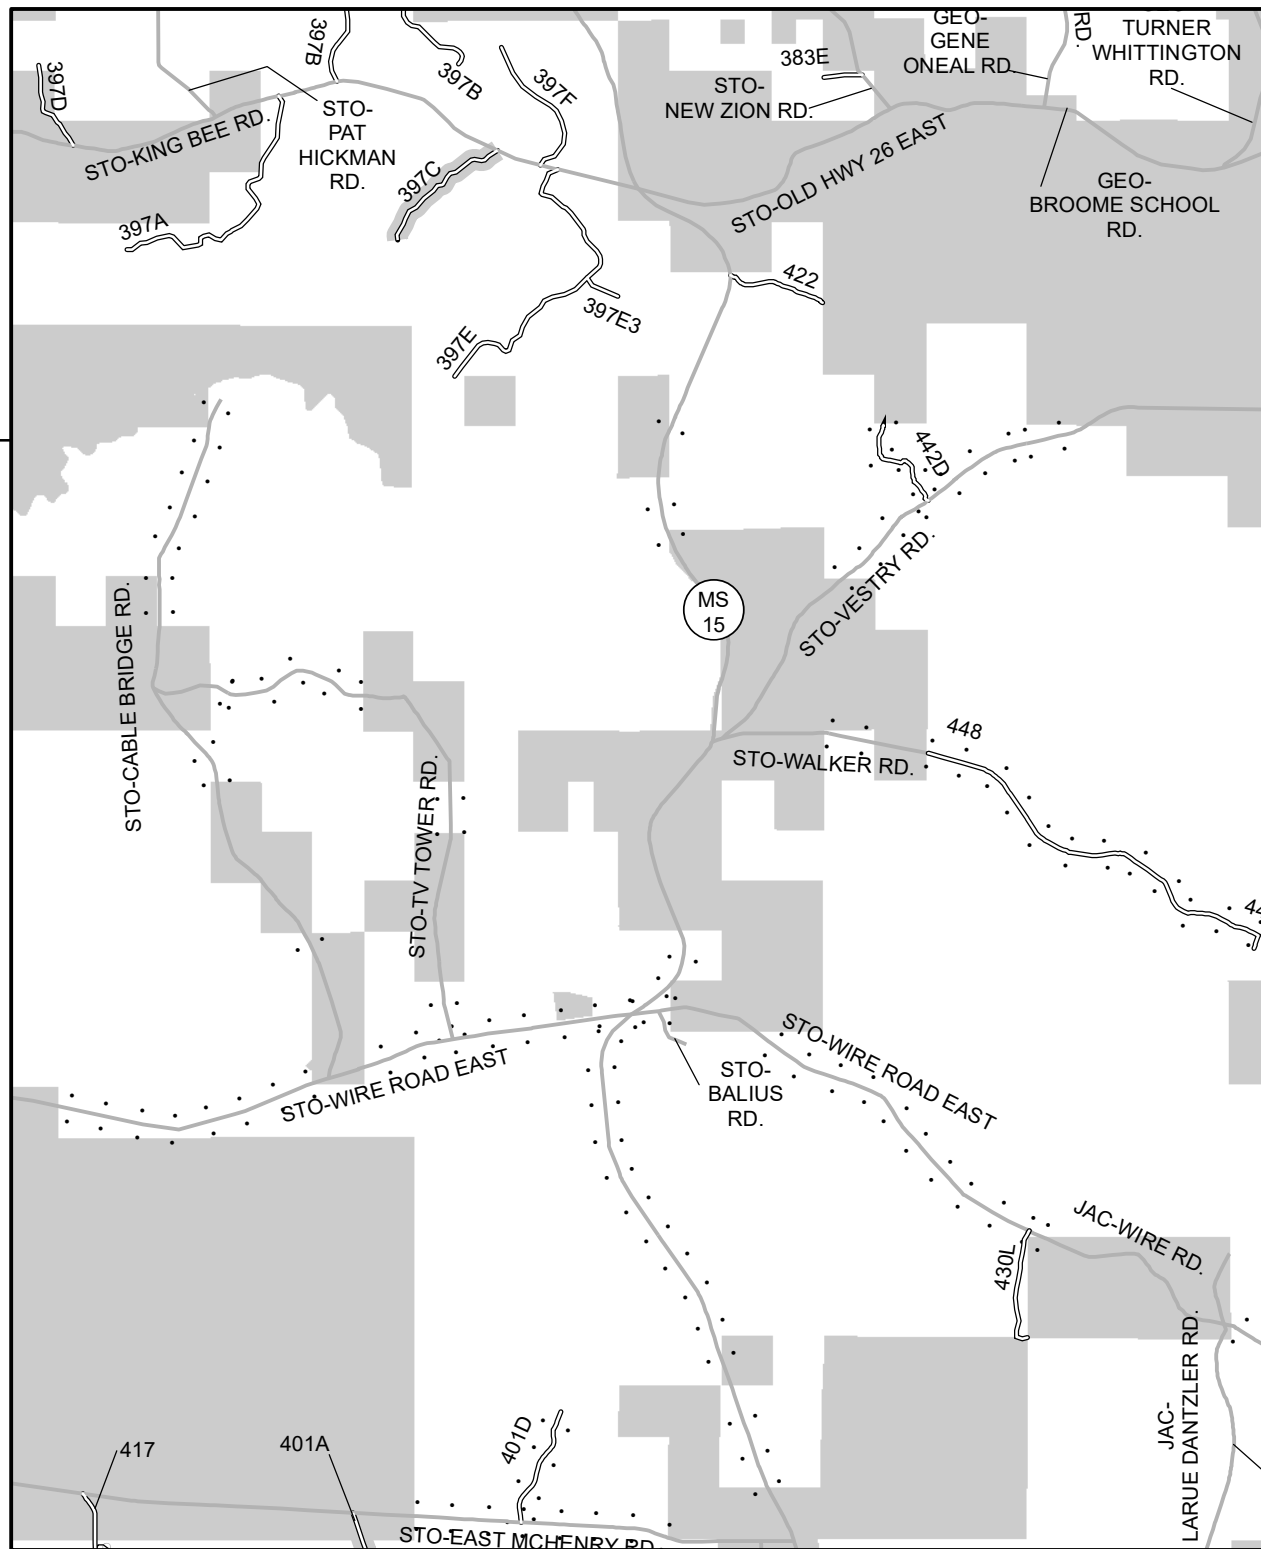 GEO-
GENE
ONEAL RD.
RD.
TURNER
WHITTINGTON
RD.
397B
397B
397F
397D
383E
STO-
NEW ZION RD.
STO-
PAT
HICKMAN
RD.
STO-KING BEE RD.
397C
STO-OLD HWY 26 EAST
GEO-
BROOME SCHOOL
RD.
397A
422
397E3
397E
442D
STO-VESTRY RD.
MS
15
STO-CABLE BRIDGE RD.
STO-WALKER RD.
448
STO-TV TOWER RD.
44
STO-WIRE ROAD EAST
STO-WIRE ROAD EAST
STO-
BALIUS
RD.
JAC-WIRE RD.
430L
JAC-
LARUE DANTZLER RD.
401D
417
401A
STO-EAST MCHENRY RD.